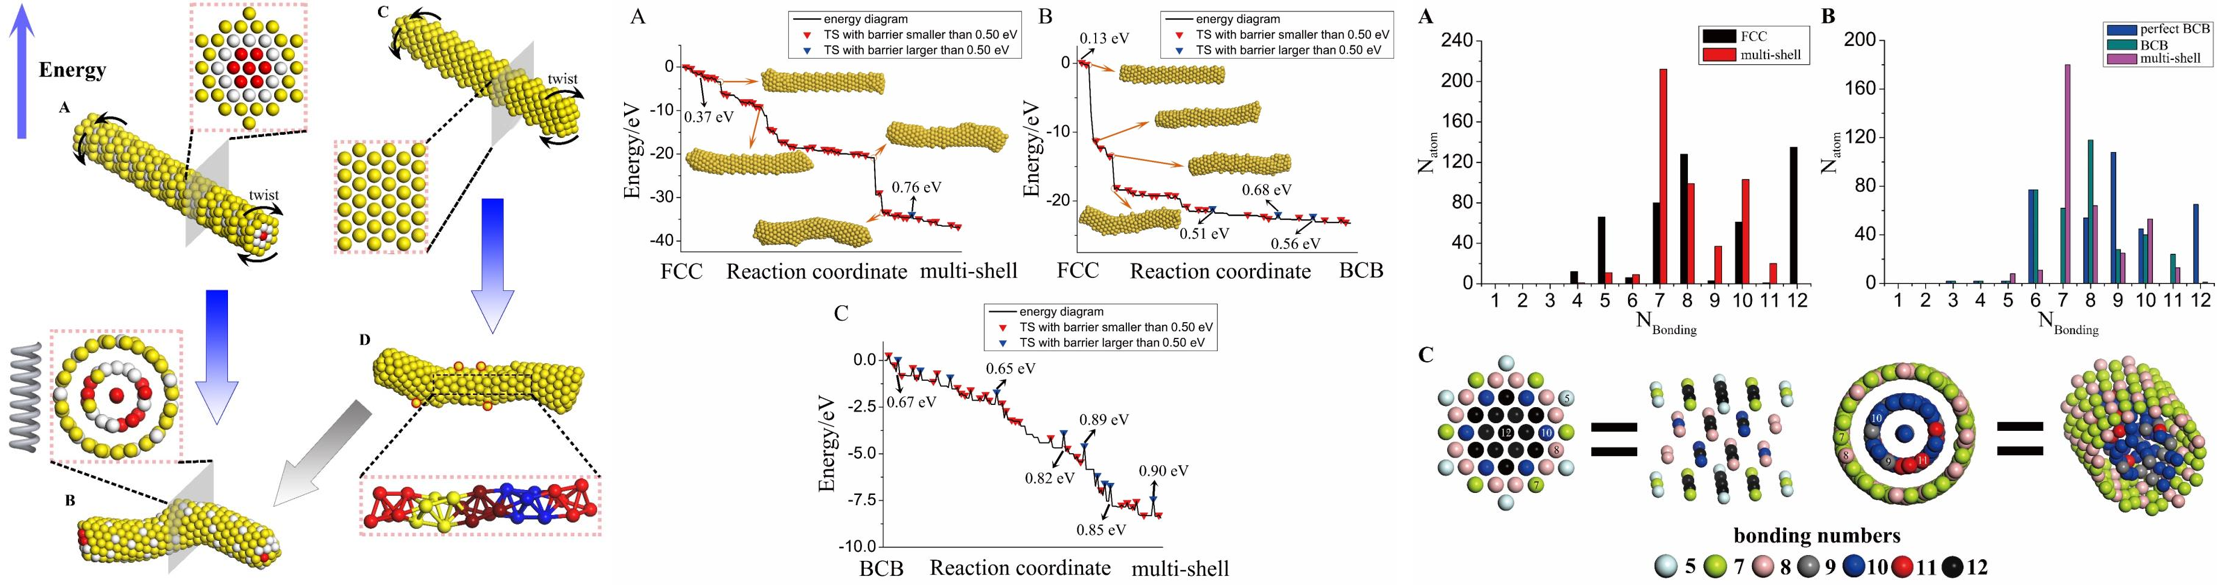 Energy
A
twist
C
twist
B
D
A
energy diagram
TS with barrier smaller than 0.50 eV
TS with barrier larger than 0.50 eV
Energy/eV
0
-10
-20
-30
-40
0.37 eV
0.76 eV
FCC Reaction coordinate multi-shell
B
energy diagram
TS with barrier smaller than 0.50 eV
TS with barrier larger than 0.50 eV
Energy/eV
0
-10
-20
0.13 eV
0.51 eV
0.68 eV
0.56 eV
FCC Reaction coordinate BCB
C
energy diagram
TS with barrier smaller than 0.50 eV
TS with barrier larger than 0.50 eV
Energy/eV
0.0
-2.5
-5.0
-7.5
-10.0
0.67 eV
0.65 eV
0.82 eV
0.89 eV
0.85 eV
0.90 eV
BCB Reaction coordinate multi-shell
A
FCC
multi-shell
N atom
240
200
160
120
80
40
0
1 2 3 4 5 6 7 8 9 10 11 12
N Bonding
B
perfect BCB
BCB
multi-shell
N atom
200
160
120
80
40
0
1 2 3 4 5 6 7 8 9 10 11 12
N Bonding
C
5
12
10
8
7
10
7
8
9
11
bonding numbers
5 7 8 9 10 11 12